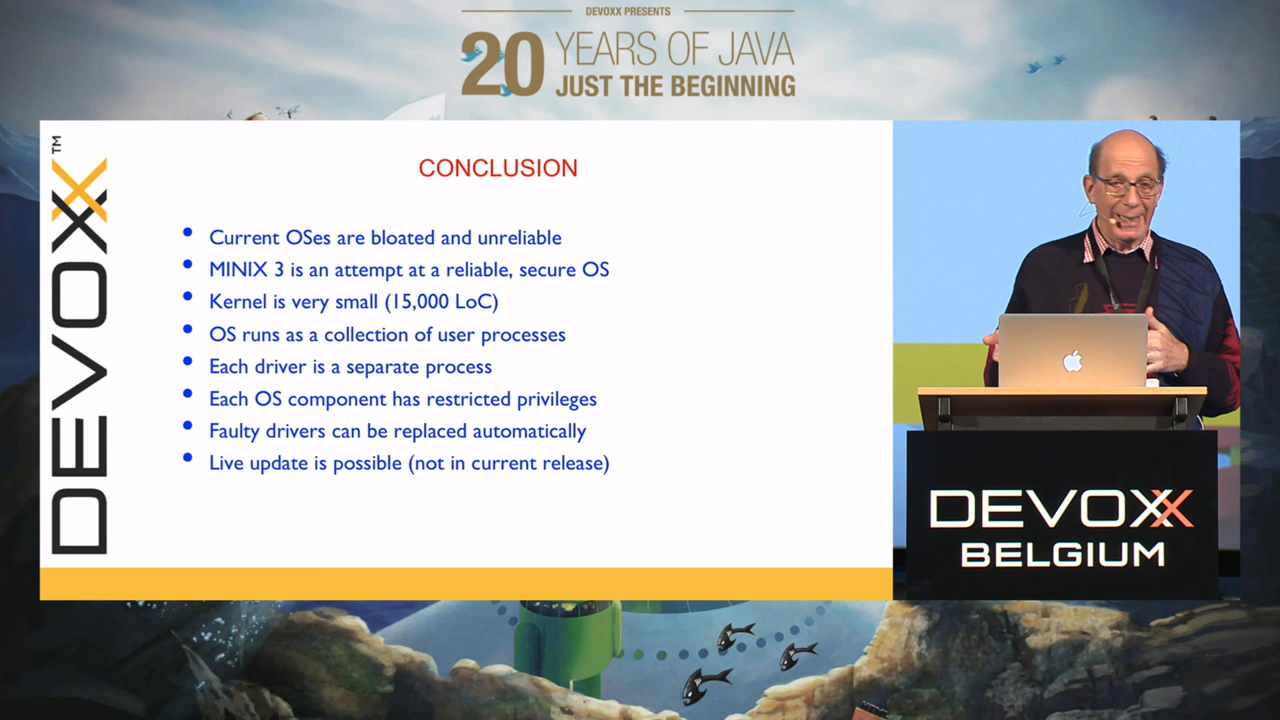 DEVOXX PRESENTS
20 YEARS OF JAVA
JUST THE BEGINNING
DEVOXX™
CONCLUSION
• Current OSes are bloated and unreliable
• MINIX 3 is an attempt at a reliable, secure OS
• Kernel is very small (15,000 LoC)
• OS runs as a collection of user processes
• Each driver is a separate process
• Each OS component has restricted privileges
• Faulty drivers can be replaced automatically
• Live update is possible (not in current release)
DEVOXX
BELGIUM